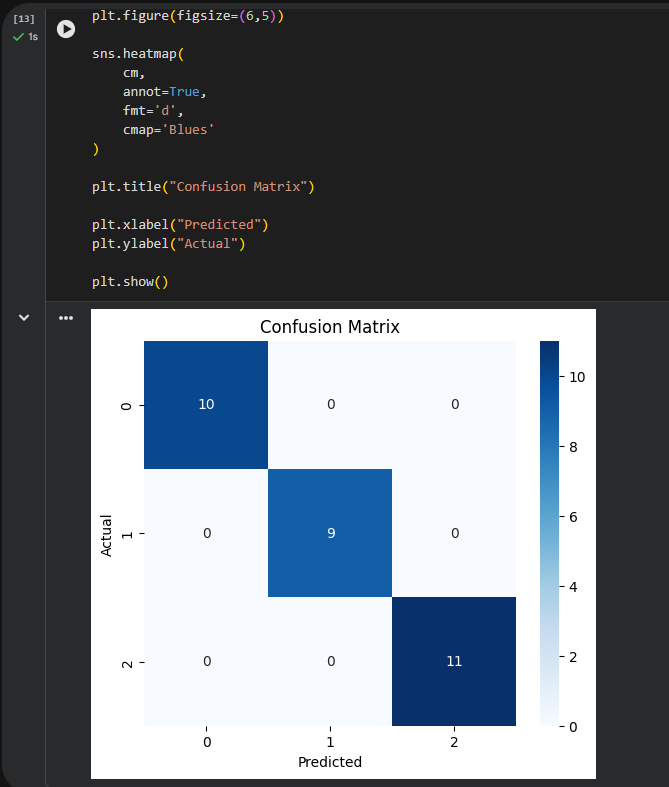 [13]
✓ 1s
plt.figure(figsize=(6,5))
sns.heatmap(
cm,
annot=True,
fmt='d',
cmap='Blues'
)
plt.title("Confusion Matrix")
plt.xlabel("Predicted")
plt.ylabel("Actual")
plt.show()
Confusion Matrix
0
10 0 0
1
0 9 0
2
0 0 11
Actual
0 1 2
Predicted
10
8
6
4
2
0